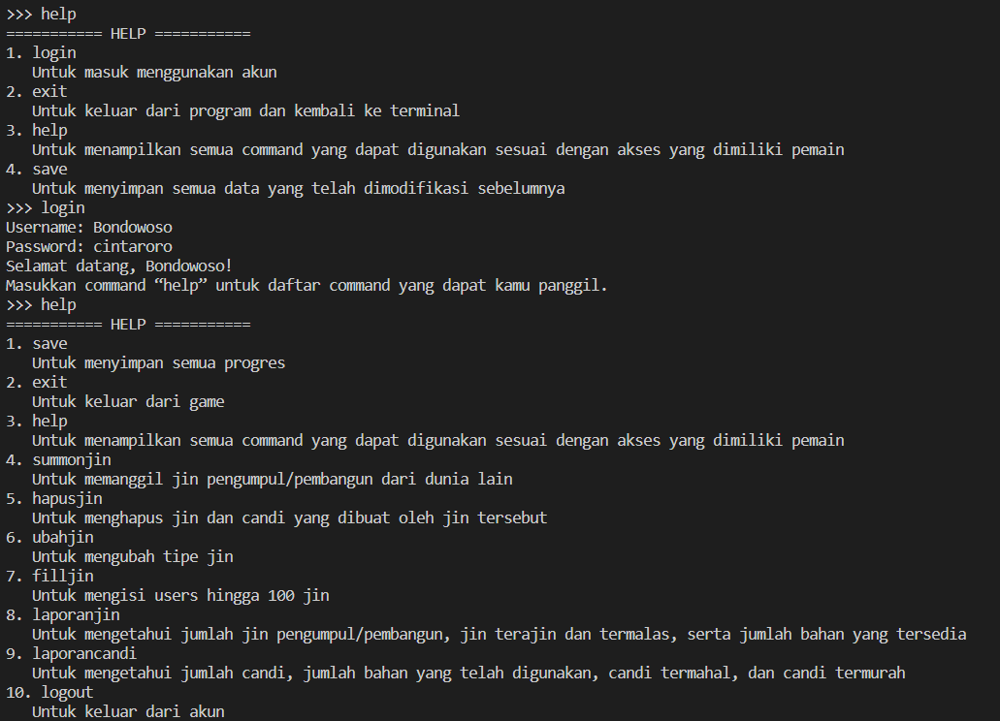 >>> help
=========== HELP ===========
1. login
   Untuk masuk menggunakan akun
2. exit
   Untuk keluar dari program dan kembali ke terminal
3. help
   Untuk menampilkan semua command yang dapat digunakan sesuai dengan akses yang dimiliki pemain
4. save
   Untuk menyimpan semua data yang telah dimodifikasi sebelumnya
>>> login
Username: Bondowoso
Password: cintaroro
Selamat datang, Bondowoso!
Masukkan command “help” untuk daftar command yang dapat kamu panggil.
>>> help
=========== HELP ===========
1. save
   Untuk menyimpan semua progres
2. exit
   Untuk keluar dari game
3. help
   Untuk menampilkan semua command yang dapat digunakan sesuai dengan akses yang dimiliki pemain
4. summonjin
   Untuk memanggil jin pengumpul/pembangun dari dunia lain
5. hapusjin
   Untuk menghapus jin dan candi yang dibuat oleh jin tersebut
6. ubahjin
   Untuk mengubah tipe jin
7. filljin
   Untuk mengisi users hingga 100 jin
8. laporanjin
   Untuk mengetahui jumlah jin pengumpul/pembangun, jin terajin dan termalas, serta jumlah bahan yang tersedia
9. laporancandi
   Untuk mengetahui jumlah candi, jumlah bahan yang telah digunakan, candi termahal, dan candi termurah
10. logout
   Untuk keluar dari akun